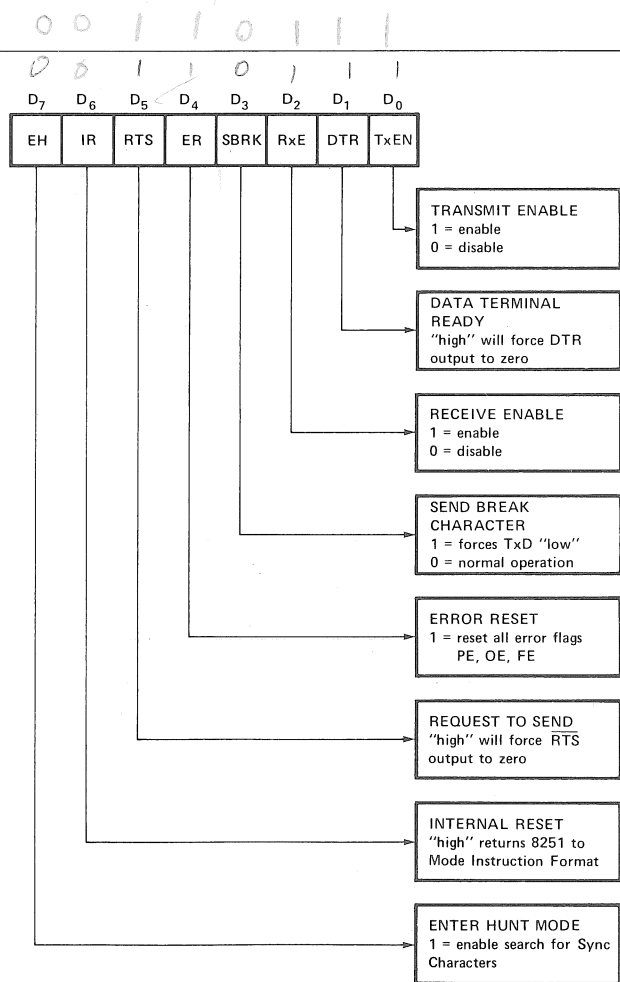 0 0 1 1 0 1 1 1
0 0 1 1 0 1 1 1
D7 D6 D5 D4 D3 D2 D1 D0
EH IR RTS ER SBRK RxE DTR TxEN
TRANSMIT ENABLE
1 = enable
0 = disable
DATA TERMINAL
READY
"high" will force DTR
output to zero
RECEIVE ENABLE
1 = enable
0 = disable
SEND BREAK
CHARACTER
1 = forces TxD "low"
0 = normal operation
ERROR RESET
1 = reset all error flags
PE, OE, FE
REQUEST TO SEND
"high" will force R̅T̅S̅
output to zero
INTERNAL RESET
"high" returns 8251 to
Mode Instruction Format
ENTER HUNT MODE
1 = enable search for Sync
Characters